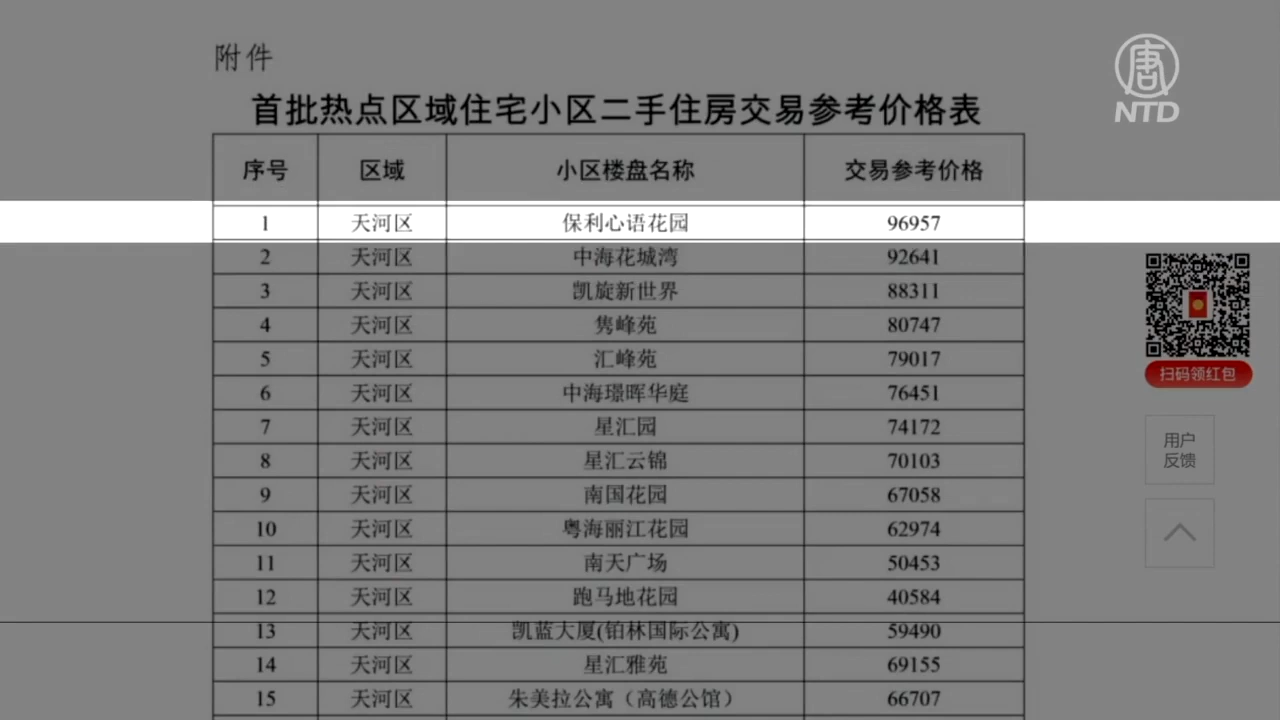 附件
唐
NTD
首批热点区域住宅小区二手住房交易参考价格表
序号 区域 小区楼盘名称 交易参考价格
1 天河区 保利心语花园 96957
2 天河区 中海花城湾 92641
3 天河区 凯旋新世界 88311
4 天河区 隽峰苑 80747
5 天河区 汇峰苑 79017
6 天河区 中海璟晖华庭 76451
7 天河区 星汇园 74172
8 天河区 星汇云锦 70103
9 天河区 南国花园 67058
10 天河区 粤海丽江花园 62974
11 天河区 南天广场 50453
12 天河区 跑马地花园 40584
13 天河区 凯蓝大厦(铂林国际公寓) 59490
14 天河区 星汇雅苑 69155
15 天河区 朱美拉公寓（高德公馆） 66707
扫码领红包
用户
反馈